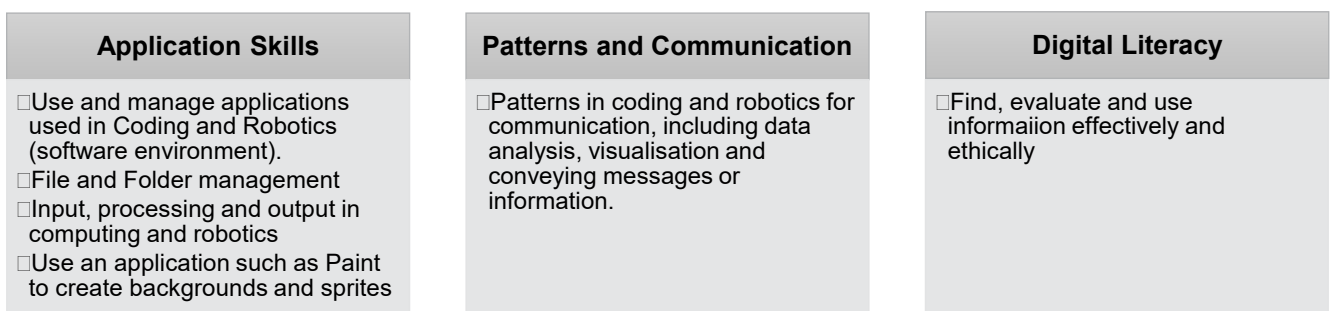 Application Skills
□Use and manage applications
used in Coding and Robotics
(software environment).
□File and Folder management
□Input, processing and output in
computing and robotics
□Use an application such as Paint
to create backgrounds and sprites
Patterns and Communication
□Patterns in coding and robotics for
communication, including data
analysis, visualisation and
conveying messages or
information.
Digital Literacy
□Find, evaluate and use
informaiion effectively and
ethically